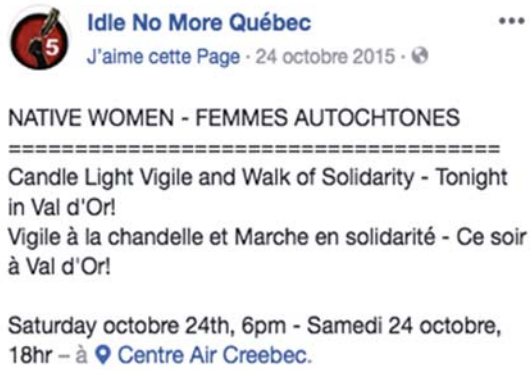 Idle No More Québec
J'aime cette Page · 24 octobre 2015 ·
5
NATIVE WOMEN - FEMMES AUTOCHTONES
=====================================
Candle Light Vigile and Walk of Solidarity - Tonight
in Val d'Or!
Vigile à la chandelle et Marche en solidarité - Ce soir
à Val d'Or!
Saturday octobre 24th, 6pm - Samedi 24 octobre,
18hr – à Centre Air Creebec.